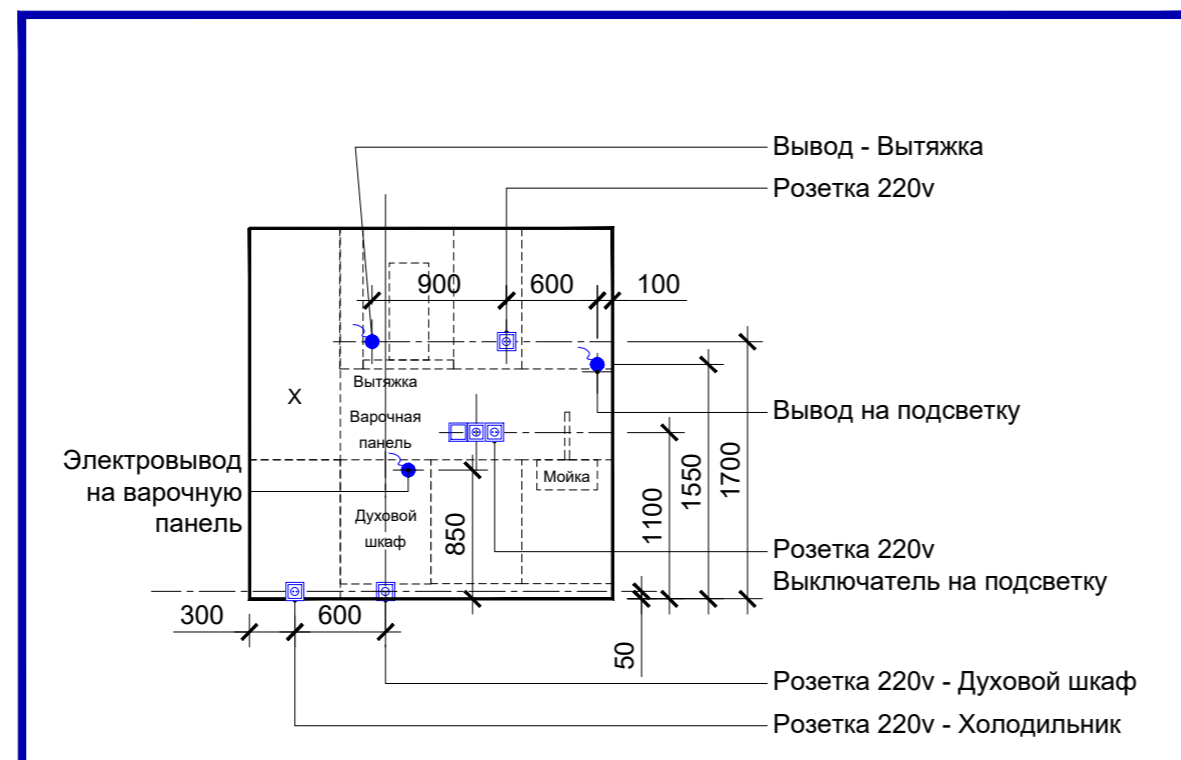 Вывод - Вытяжка
Розетка 220v
900
600
100
Вытяжка
X
Варочная
панель
Вывод на подсветку
Электровывод
на варочную
панель
Мойка
Духовой
шкаф
850
1100
1550
1700
Розетка 220v
Выключатель на подсветку
300
600
50
Розетка 220v - Духовой шкаф
Розетка 220v - Холодильник